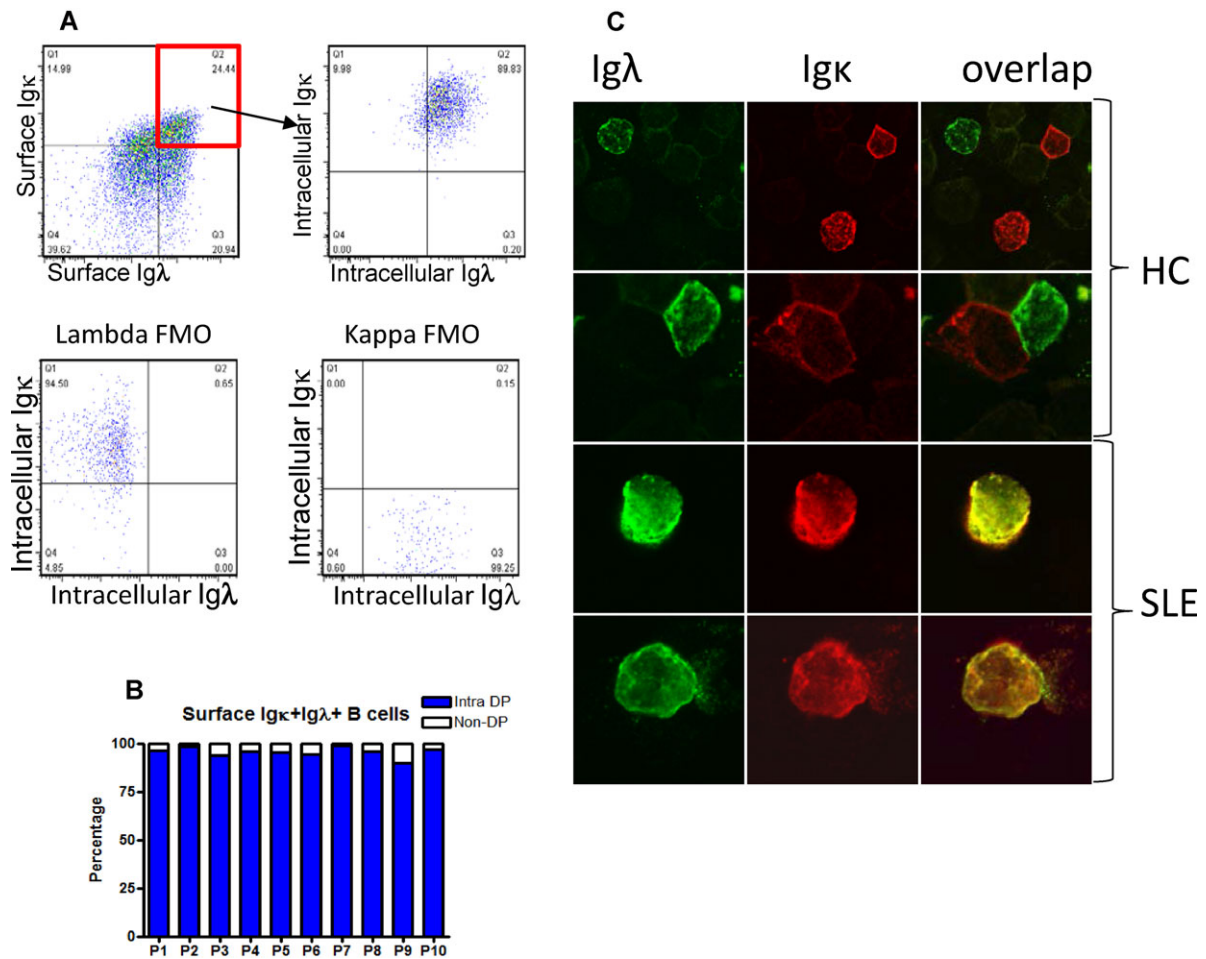 A
Q1
14.99
Q2
24.44
Surface Igκ
Q4
39.62
Q3
20.94
Surface Igλ
Q1
9.98
Q2
89.83
Intracellular Igκ
Q4
0.00
Q3
0.20
Intracellular Igλ
Lambda FMO
Q1
94.50
Q2
0.65
Intracellular Igκ
Q4
4.85
Q3
0.00
Intracellular Igλ
Kappa FMO
Q1
0.00
Q2
0.15
Intracellular Igκ
Q4
0.60
Q3
99.25
Intracellular Igλ
B
Surface Igκ+Igλ+ B cells
Intra DP
Non-DP
Percentage
100
75
50
25
0
P1 P2 P3 P4 P5 P6 P7 P8 P9 P10
C
Igλ Igκ overlap
HC
SLE